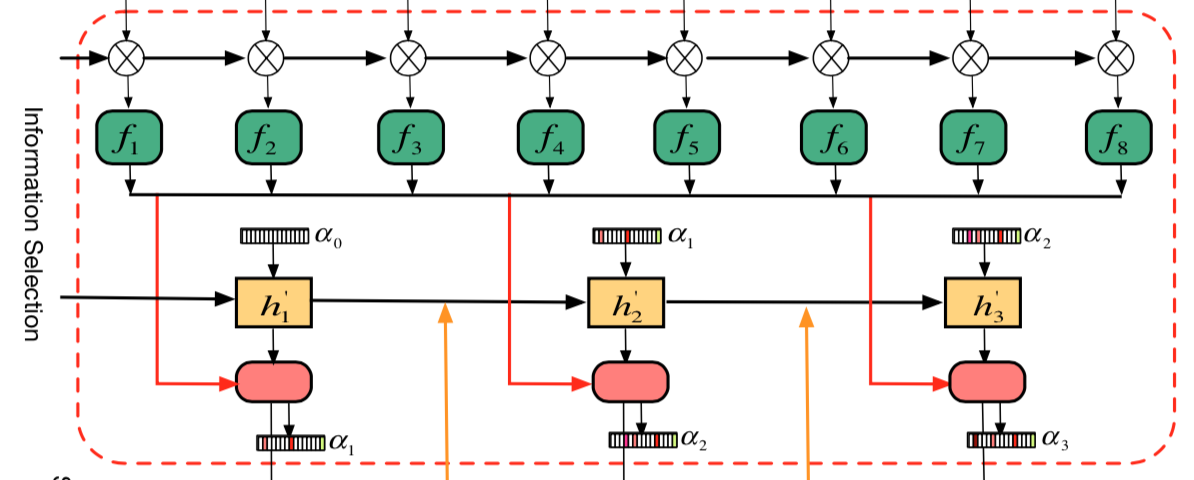 Information Selection
f1 f2 f3 f4 f5 f6 f7 f8
α0 α1 α2
h'1 h'2 h'3
α1 α2 α3